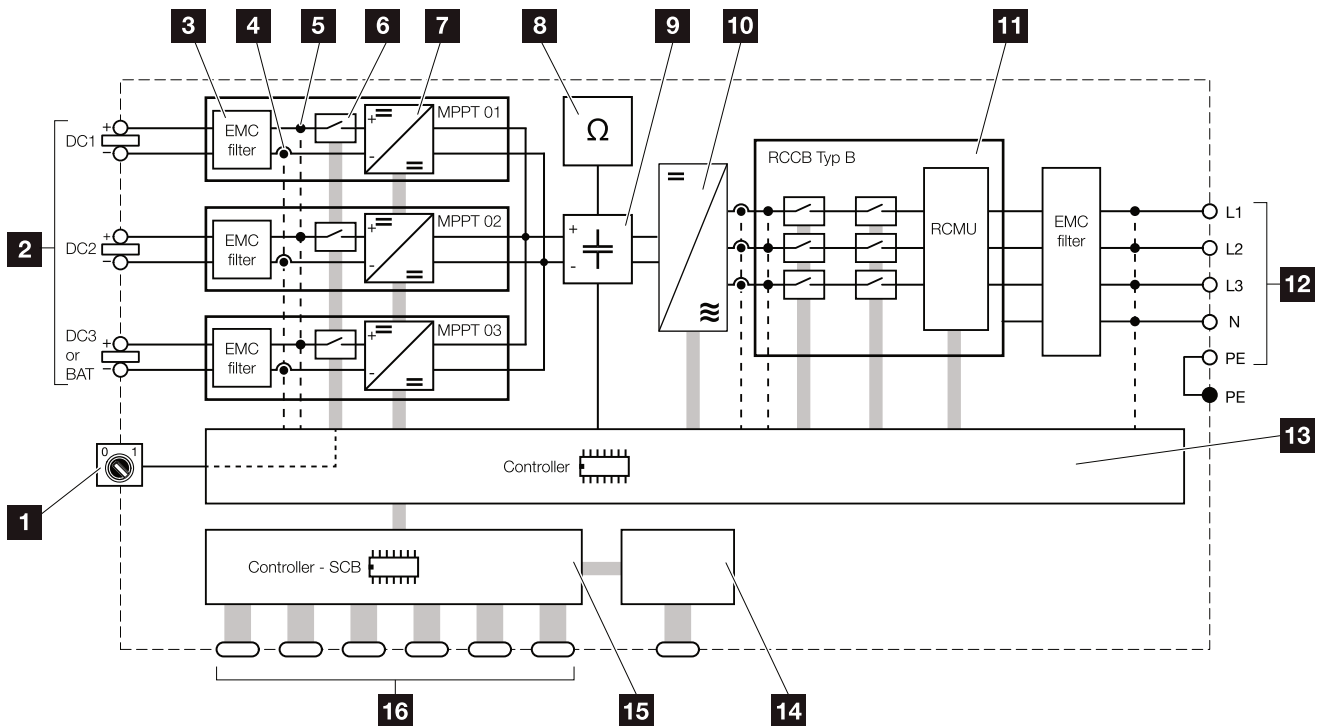 3 4 5 6 7 8 9 10 11
MPPT 01
DC1
+
−
EMC
filter
+
-
Ω
RCCB Typ B
2
MPPT 02
DC2
+
−
EMC
filter
+
-
+
-
RCMU
EMC
filter
L1
L2
L3
N
PE
PE
12
MPPT 03
DC3
or
BAT
+
−
EMC
filter
+
-
0 1
1
Controller
13
Controller - SCB
16 15 14